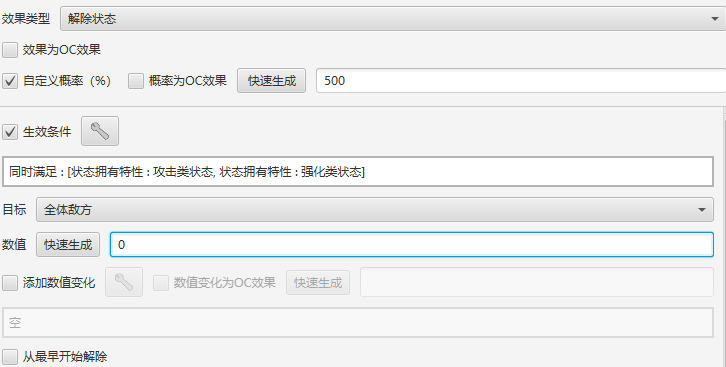 效果类型 解除状态
效果为OC效果
自定义概率（%） 概率为OC效果 快速生成 500
生效条件
同时满足 : [状态拥有特性 : 攻击类状态, 状态拥有特性 : 强化类状态]
目标 全体敌方
数值 快速生成 0
添加数值变化 数值变化为OC效果 快速生成
空
从最早开始解除